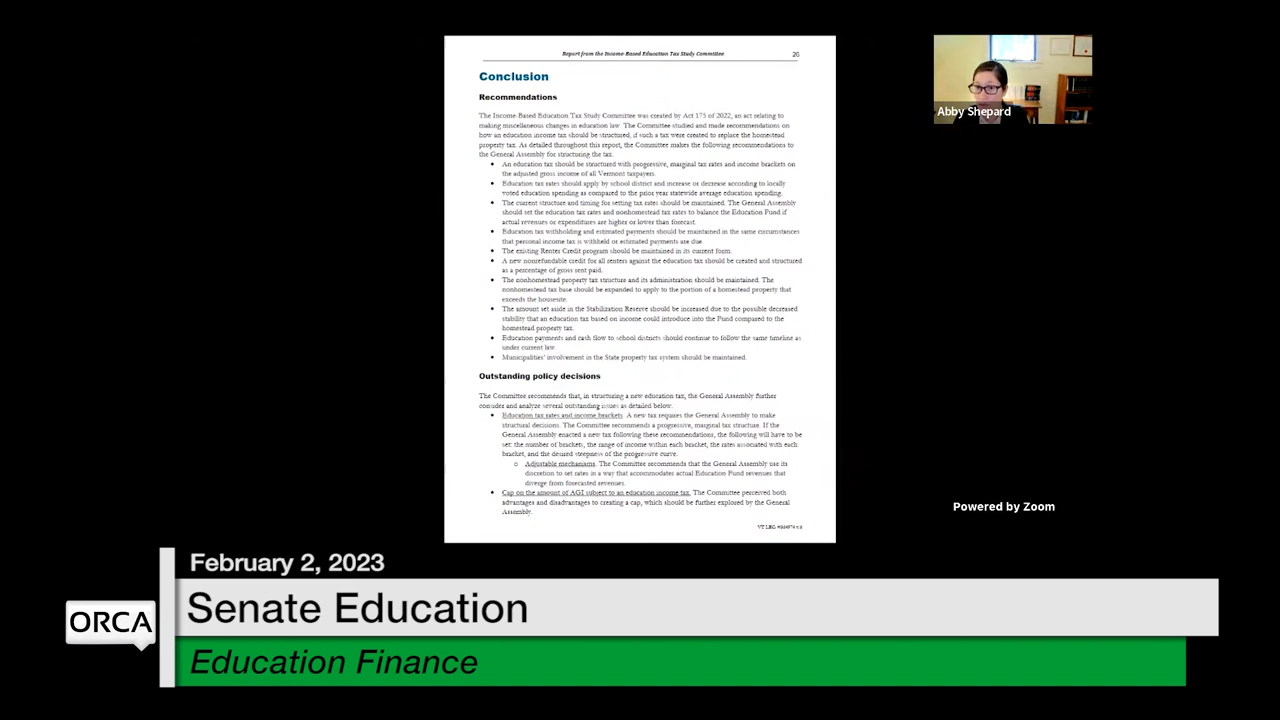 Report from the Income-Based Education Tax Study Committee 26
Conclusion
Recommendations
The Income-Based Education Tax Study Committee was created by Act 175 of 2022, an act relating to
making miscellaneous changes in education law. The Committee studied and made recommendations on
how an education income tax should be structured, if such a tax were created to replace the homestead
property tax. As detailed throughout this report, the Committee makes the following recommendations to
the General Assembly for structuring the tax.
• An education tax should be structured with progressive, marginal tax rates and income brackets on
the adjusted gross income of all Vermont taxpayers.
• Education tax rates should apply by school district and increase or decrease according to locally
voted education spending as compared to the prior year statewide average education spending.
• The current structure and timing for setting tax rates should be maintained. The General Assembly
should set the education tax rates and nonhomestead tax rates to balance the Education Fund if
actual revenues or expenditures are higher or lower than forecast.
• Education tax withholding and estimated payments should be maintained in the same circumstances
that personal income tax is withheld or estimated payments are due.
• The existing Renter Credit program should be maintained in its current form.
• A new nonrefundable credit for all renters against the education tax should be created and structured
as a percentage of gross rent paid.
• The nonhomestead property tax structure and its administration should be maintained. The
nonhomestead tax base should be expanded to apply to the portion of a homestead property that
exceeds the housesite.
• The amount set aside in the Stabilization Reserve should be increased due to the possible decreased
stability that an education tax based on income could introduce into the Fund compared to the
homestead property tax.
• Education payments and cash flow to school districts should continue to follow the same timeline as
under current law.
• Municipalities' involvement in the State property tax system should be maintained.
Outstanding policy decisions
The Committee recommends that, in structuring a new education tax, the General Assembly further
consider and analyze several outstanding issues as detailed below.
• Education tax rates and income brackets. A new tax requires the General Assembly to make
structural decisions. The Committee recommends a progressive, marginal tax structure. If the
General Assembly enacted a new tax following these recommendations, the following will have to be
set: the number of brackets, the range of income within each bracket, the rates associated with each
bracket, and the desired steepness of the progressive curve.
o Adjustable mechanisms. The Committee recommends that the General Assembly use its
discretion to set rates in a way that accommodates actual Education Fund revenues that
diverge from forecasted revenues.
• Cap on the amount of AGI subject to an education income tax. The Committee perceived both
advantages and disadvantages to creating a cap, which should be further explored by the General
Assembly.
VT LEG
Abby Shepard
Powered by Zoom
February 2, 2023
ORCA
Senate Education
Education Finance